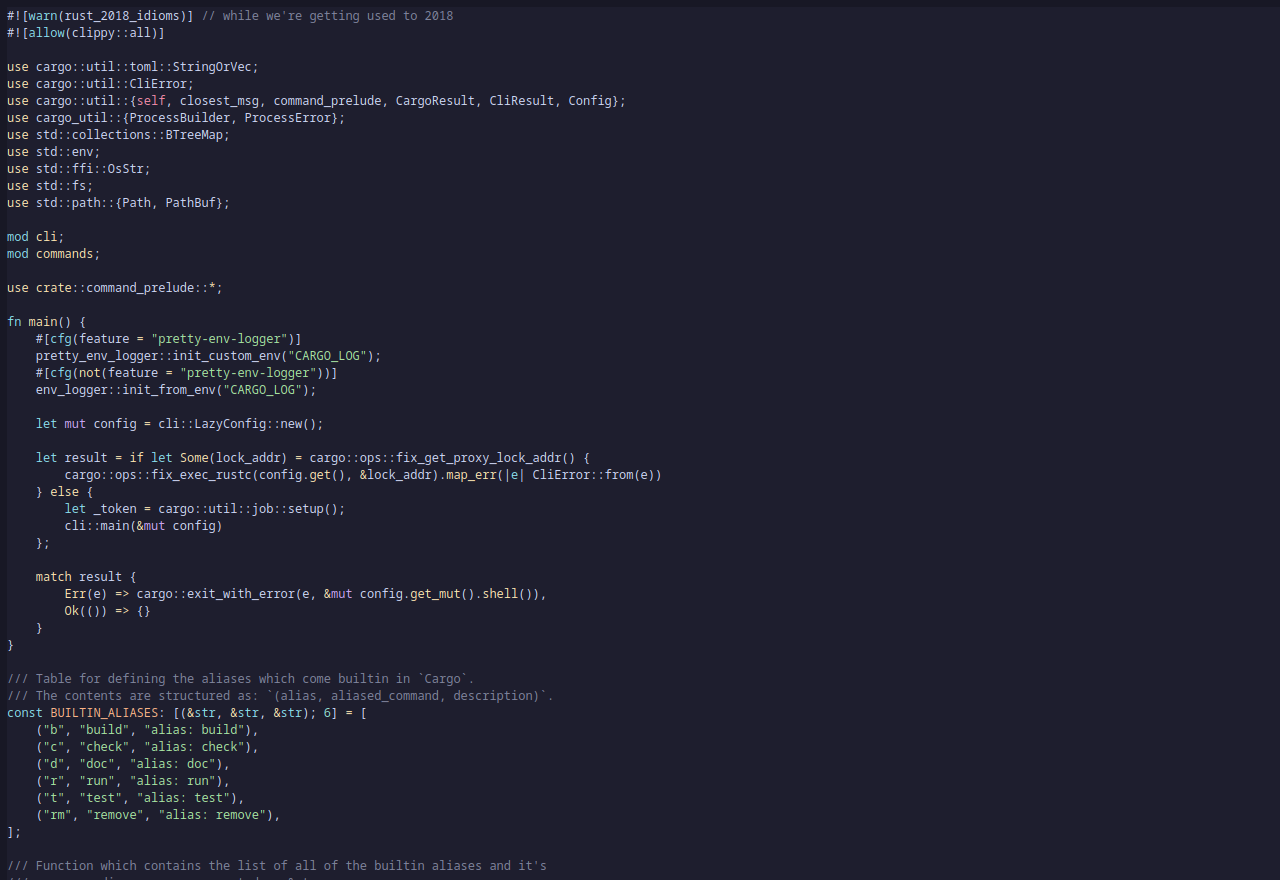 #![warn(rust_2018_idioms)] // while we're getting used to 2018
#![allow(clippy::all)]

use cargo::util::toml::StringOrVec;
use cargo::util::CliError;
use cargo::util::{self, closest_msg, command_prelude, CargoResult, CliResult, Config};
use cargo_util::{ProcessBuilder, ProcessError};
use std::collections::BTreeMap;
use std::env;
use std::ffi::OsStr;
use std::fs;
use std::path::{Path, PathBuf};

mod cli;
mod commands;

use crate::command_prelude::*;

fn main() {
    #[cfg(feature = "pretty-env-logger")]
    pretty_env_logger::init_custom_env("CARGO_LOG");
    #[cfg(not(feature = "pretty-env-logger"))]
    env_logger::init_from_env("CARGO_LOG");

    let mut config = cli::LazyConfig::new();

    let result = if let Some(lock_addr) = cargo::ops::fix_get_proxy_lock_addr() {
        cargo::ops::fix_exec_rustc(config.get(), &lock_addr).map_err(|e| CliError::from(e))
    } else {
        let _token = cargo::util::job::setup();
        cli::main(&mut config)
    };

    match result {
        Err(e) => cargo::exit_with_error(e, &mut config.get_mut().shell()),
        Ok(()) => {}
    }
}

/// Table for defining the aliases which come builtin in `Cargo`.
/// The contents are structured as: `(alias, aliased_command, description)`.
const BUILTIN_ALIASES: [(&str, &str, &str); 6] = [
    ("b", "build", "alias: build"),
    ("c", "check", "alias: check"),
    ("d", "doc", "alias: doc"),
    ("r", "run", "alias: run"),
    ("t", "test", "alias: test"),
    ("rm", "remove", "alias: remove"),
];

/// Function which contains the list of all of the builtin aliases and it's